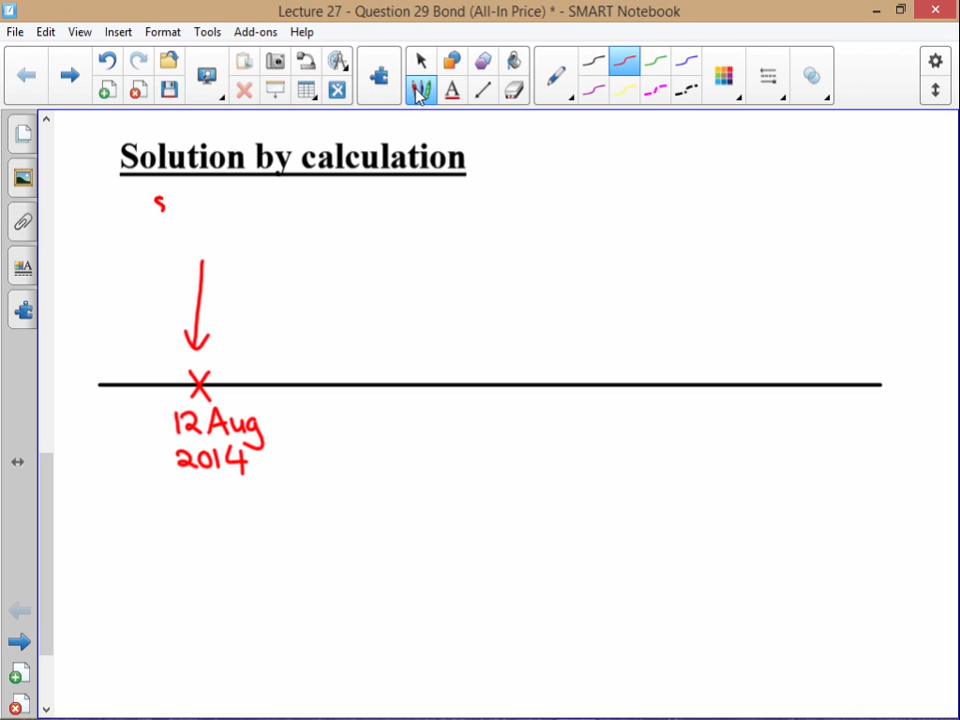 Lecture 27 - Question 29 Bond (All-In Price) * - SMART Notebook
File Edit View Insert Format Tools Add-ons Help
Solution by calculation
s
12 Aug
2014